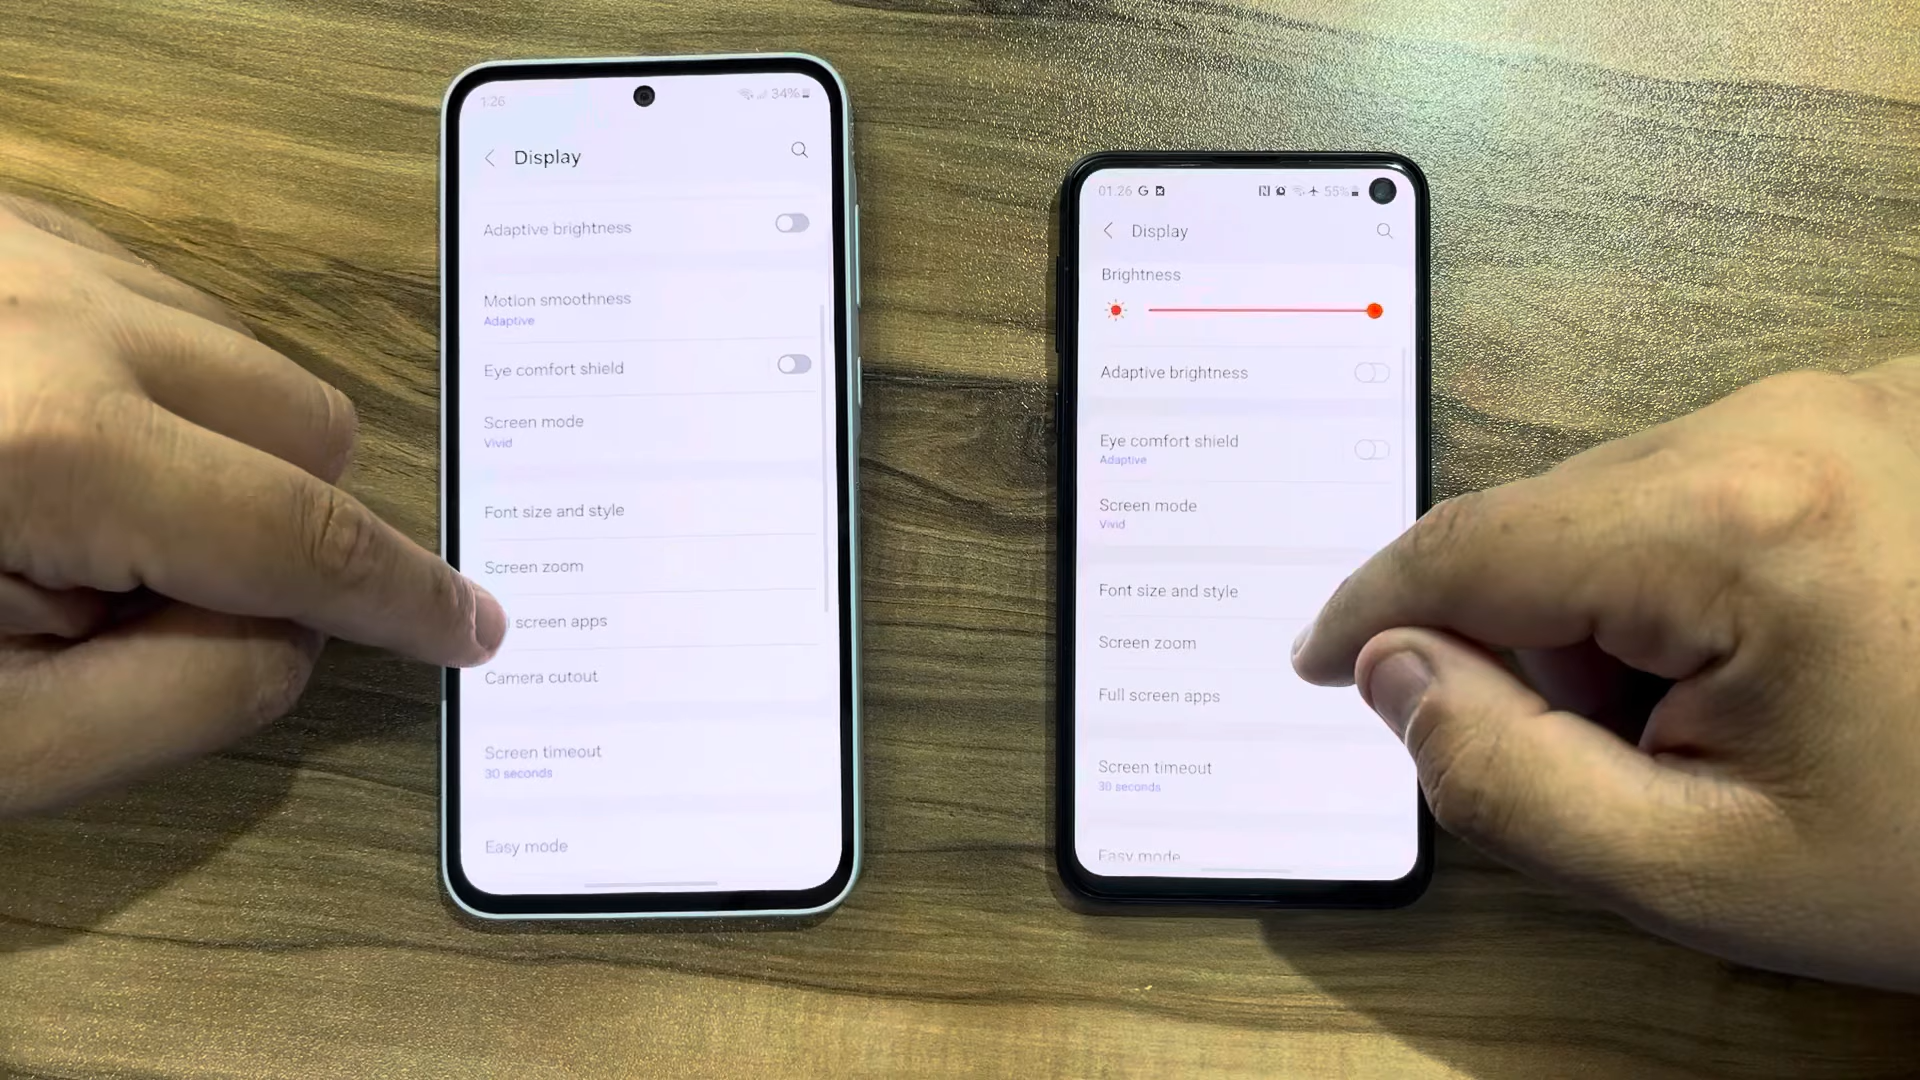 1:26
34%
Display
Adaptive brightness
Motion smoothness
Adaptive
Eye comfort shield
Screen mode
Vivid
Font size and style
Screen zoom
screen apps
Camera cutout
Screen timeout
30 seconds
Easy mode
01:26 G
55%
Display
Brightness
Adaptive brightness
Eye comfort shield
Adaptive
Screen mode
Vivid
Font size and style
Screen zoom
Full screen apps
Screen timeout
30 seconds
Easy mode